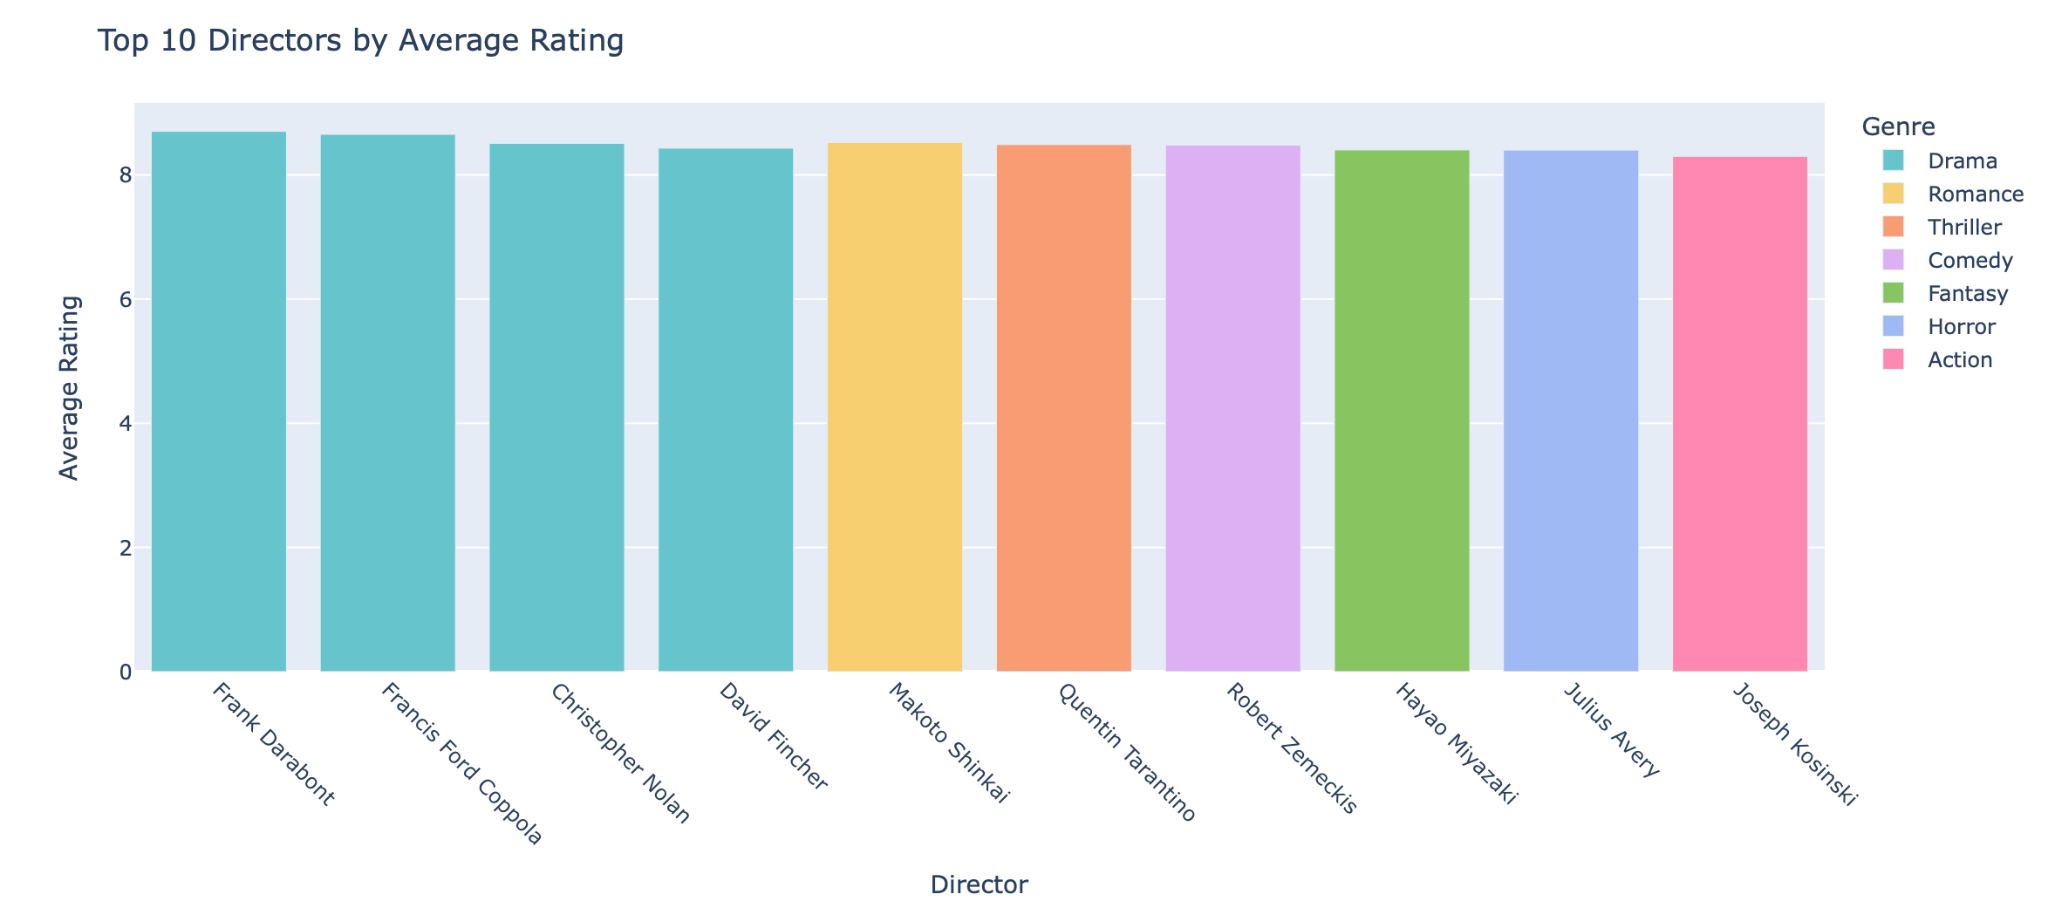 Top 10 Directors by Average Rating
Genre
Drama
Romance
Thriller
Comedy
Fantasy
Horror
Action
Average Rating
8
6
4
2
0
Frank Darabont
Francis Ford Coppola
Christopher Nolan
David Fincher
Makoto Shinkai
Quentin Tarantino
Robert Zemeckis
Hayao Miyazaki
Julius Avery
Joseph Kosinski
Director